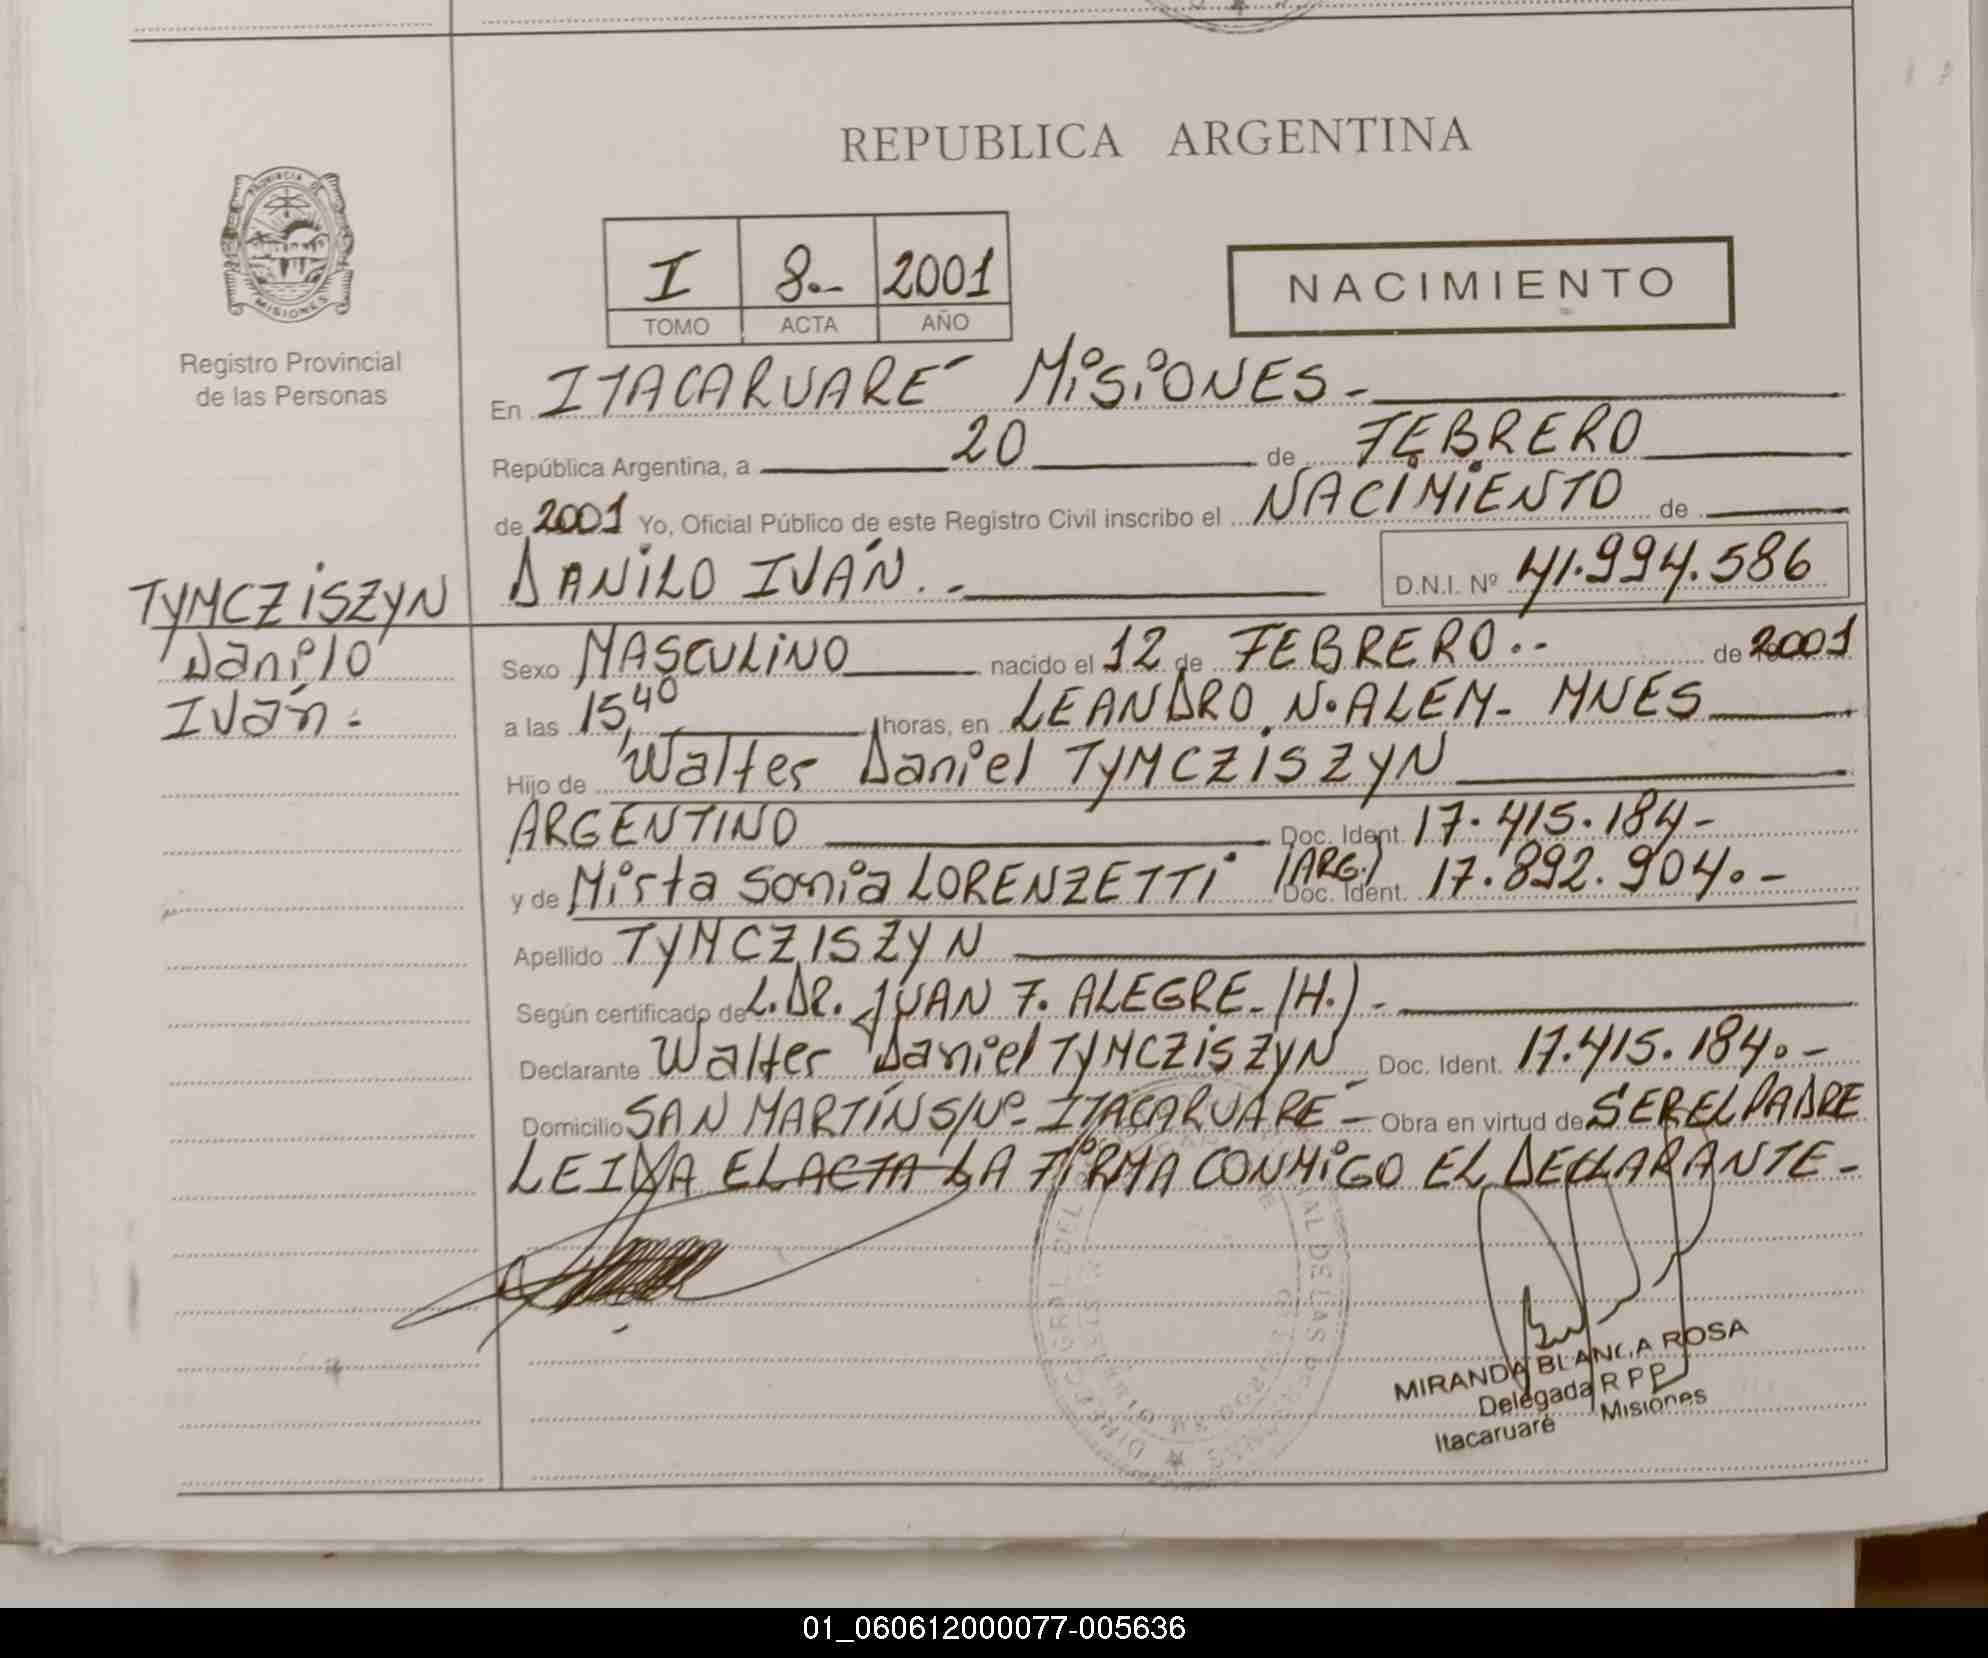 REPUBLICA ARGENTINA
PROVINCIA DE
MISIONES
Registro Provincial
de las Personas
I 8.- 2001
TOMO ACTA AÑO
NACIMIENTO
En ITACARUARÉ MISIONES-
República Argentina, a 20 de FEBRERO
de 2001 Yo, Oficial Público de este Registro Civil inscribo el NACIMIENTO de
DANILO IVÁN.- D.N.I. Nº 41.994.586
TYMCZISZYN
Danilo
Iván.-
Sexo MASCULINO nacido el 12 de FEBRERO.. de 2001
a las 15,40 horas, en LEANDRO N. ALEM- MNES
Hijo de Walter Daniel TYMCZISZYN
ARGENTINO Doc. Ident. 17.415.184-
y de Mirta Sonia LORENZETTI (ARG.) Doc. Ident. 17.892.904.-
Apellido TYMCZISZYN
Según certificado de L.DR. JUAN F. ALEGRE-(H.)-
Declarante Walter Daniel TYMCZISZYN Doc. Ident. 17.415.184.-
Domicilio SAN MARTÍN S/Nº- ITACARUARÉ- Obra en virtud de SER EL PADRE
LEIDA EL ACTA LA FIRMA CONMIGO EL DECLARANTE-
MIRANDA BLANCA ROSA
Delegada R P P
Itacaruaré Misiones
01_060612000077-005636